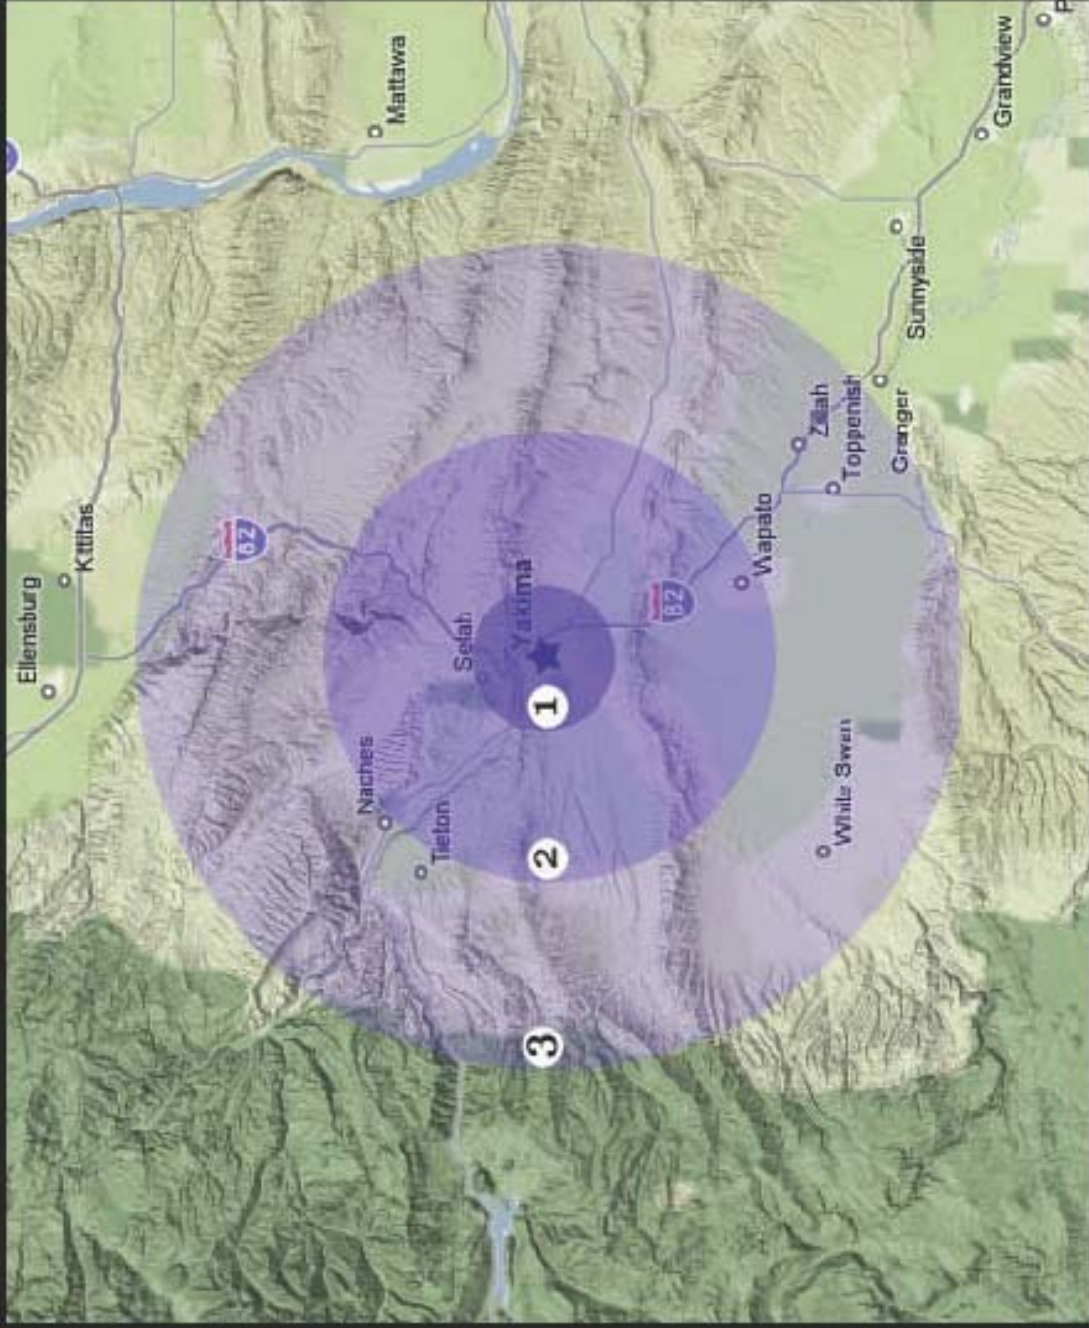 Ellensburg
Kittitas
Mattawa
Grandview
82
Selah
Yakima
Naches
Tieton
82
Wapato
Zillah
Toppenish
Granger
Sunnyside
White Swan
1
2
3
P